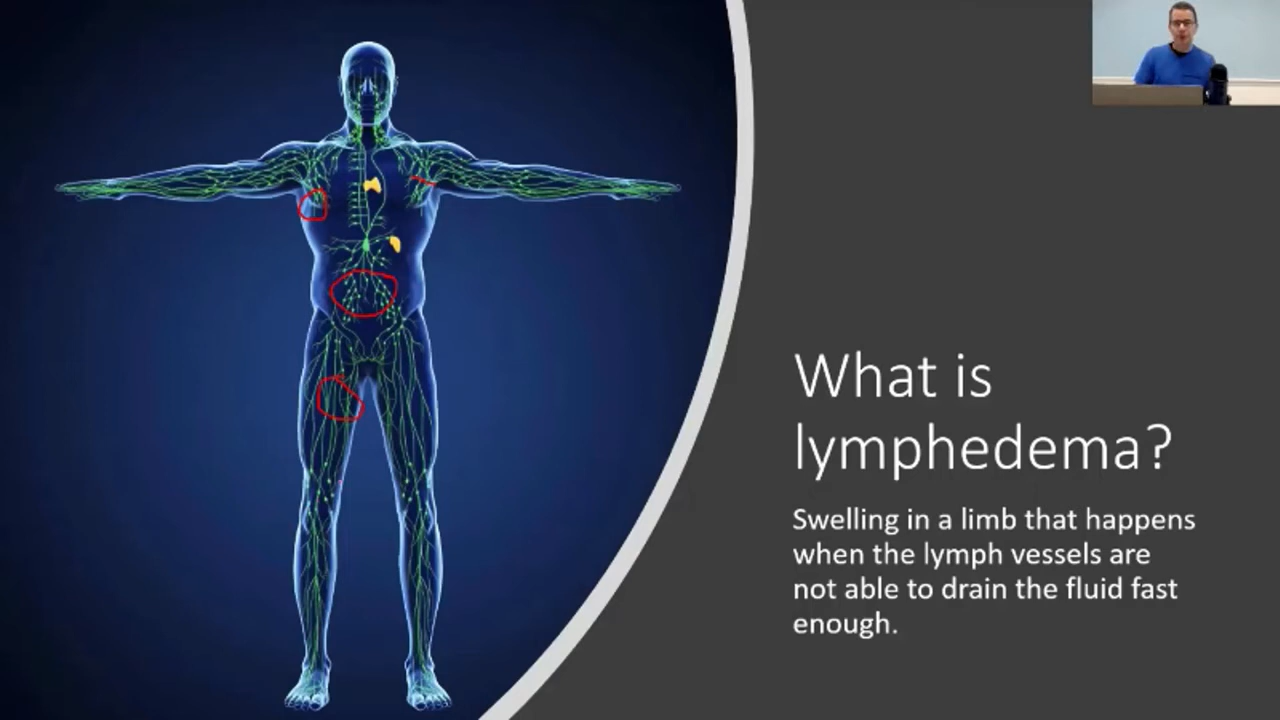 What is
lymphedema?
Swelling in a limb that happens
when the lymph vessels are
not able to drain the fluid fast
enough.